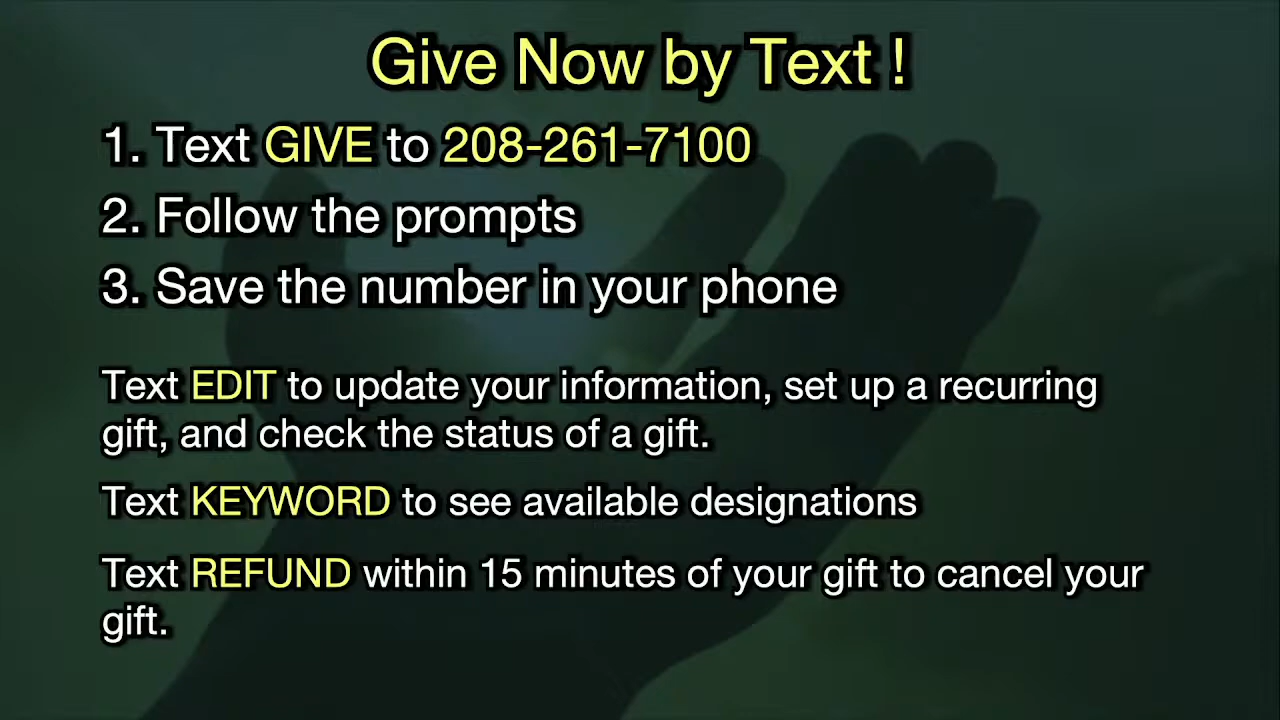 Give Now by Text !
1. Text GIVE to 208-261-7100
2. Follow the prompts
3. Save the number in your phone
Text EDIT to update your information, set up a recurring
gift, and check the status of a gift.
Text KEYWORD to see available designations
Text REFUND within 15 minutes of your gift to cancel your
gift.